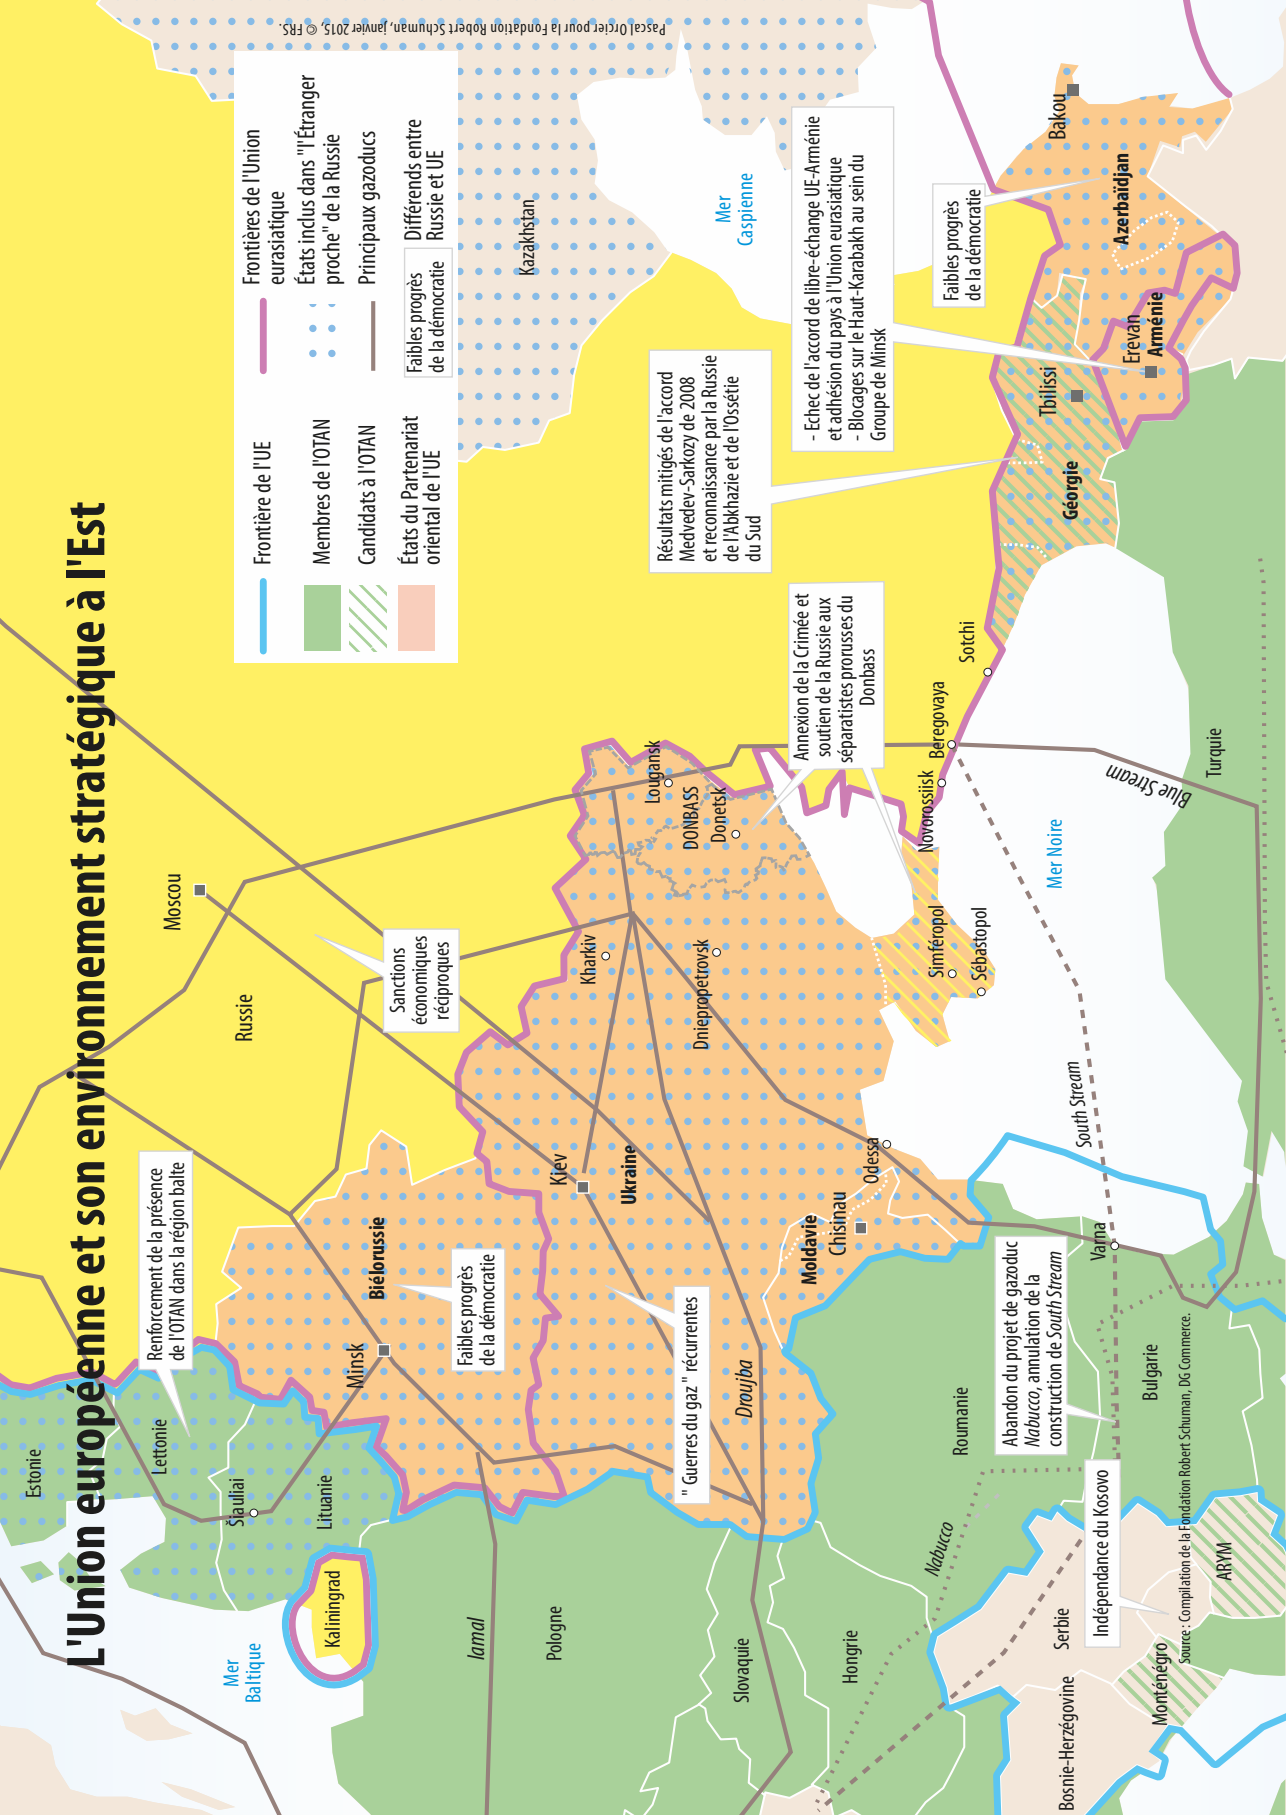 L'Union européenne et son environnement stratégique à l'Est
Frontière de l'UE
Membres de l'OTAN
Candidats à l'OTAN
États du Partenariat
oriental de l'UE
Frontières de l'Union
eurasiatique
États inclus dans "l'Étranger
proche" de la Russie
Principaux gazoducs
Faibles progrès
de la démocratie
Différends entre
Russie et UE
Pascal Orcier pour la Fondation Robert Schuman, janvier 2015, © FRS.
Estonie
Lettonie
Šiauliai
Lituanie
Renforcement de la présence
de l'OTAN dans la région balte
Moscou
Russie
Sanctions
économiques
réciproques
Kazakhstan
Mer
Baltique
Kaliningrad
Minsk
Biélorussie
Faibles progrès
de la démocratie
Iamal
Pologne
Kiev
Ukraine
Kharkiv
Dniepropetrovsk
Lougansk
DONBASS
Donetsk
" Guerres du gaz " récurrentes
Droujba
Slovaquie
Hongrie
Moldavie
Chisinau
Odessa
Annexion de la Crimée et
soutien de la Russie aux
séparatistes prorusses du
Donbass
Résultats mitigés de l'accord
Medvedev-Sarkozy de 2008
et reconnaissance par la Russie
de l'Abkhazie et de l'Ossétie
du Sud
Mer
Caspienne
- Echec de l'accord de libre-échange UE-Arménie
et adhésion du pays à l'Union eurasiatique
- Blocages sur le Haut-Karabakh au sein du
Groupe de Minsk
Faibles progrès
de la démocratie
Simféropol
Sébastopol
Novorossiisk
Beregovaya
Sotchi
Nabucco
Roumanie
Abandon du projet de gazoduc
Nabucco, annulation de la
construction de South Stream
Mer Noire
South Stream
Blue Stream
Géorgie
Tbilissi
Erevan
Arménie
Azerbaïdjan
Bakou
Bosnie-Herzégovine
Serbie
Indépendance du Kosovo
Varna
Bulgarie
Turquie
Monténégro
ARYM
Source : Compilation de la Fondation Robert Schuman, DG Commerce.